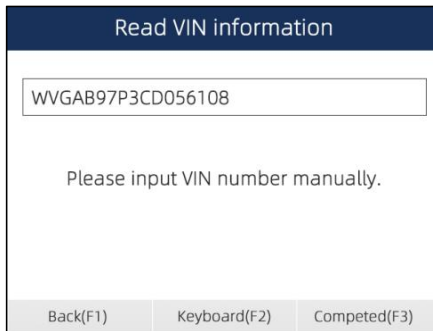 Read VIN information
WVGAB97P3CD056108
Please input VIN number manually.
Back(F1) Keyboard(F2) Competed(F3)